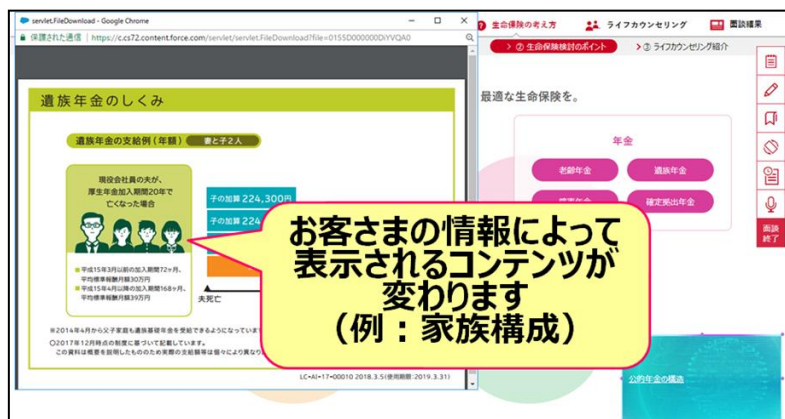 servlet.FileDownload - Google Chrome
保護された通信 | https://c.cs72.content.force.com/servlet/servlet.FileDownload?file=0155D000000DiYVQA0
生命保険の考え方
ライフカウンセリング
面談結果
> ② 生命保険検討のポイント
> ③ ライフカウンセリング紹介
遺族年金のしくみ
最適な生命保険を。
遺族年金の支給例(年額) 妻と子2人
年金
現役会社員の夫が、
厚生年金加入期間20年で
亡くなった場合
老齢年金
遺族年金
確定拠出年金
子の加算 224,300円
子の加算 224
お客さまの情報によって
表示されるコンテンツが
変わります
(例:家族構成)
■平成15年3月以前の加入期間72ヶ月、
平均標準報酬月額30万円
■平成15年4月以降の加入期間168ヶ月、
平均標準報酬月額39万円
夫死亡
※2014年4月から父子家庭も遺族基礎年金を受給できるようになっています
○2017年12月時点の制度に基づいて記載しています。
この資料は概要を説明したもののため実際の支給額等は個々により異なり
LC-AI-17-00010 2018.3.5(使用期限:2019.3.31)
面談
終了
公的年金の構造